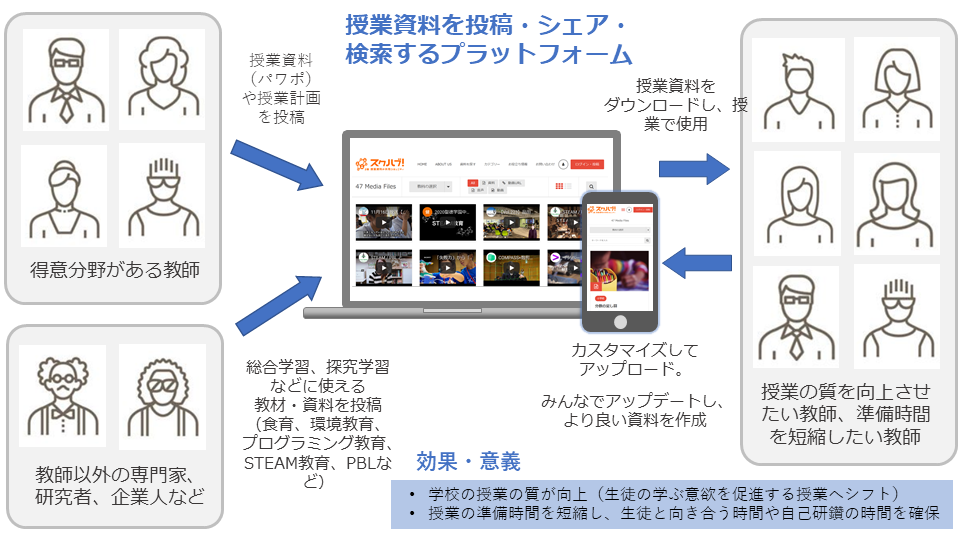 授業資料を投稿・シェア・
検索するプラットフォーム
授業資料
（パワポ）
や授業計画
を投稿
得意分野がある教師
授業資料を
ダウンロードし、授
業で使用
スクハブ!
HOME
ABOUT US
47 Media Files
47 Media Files
カスタマイズして
アップロード。
みんなでアップデートし、
より良い資料を作成
総合学習、探究学習
などに使える
教材・資料を投稿
（食育、環境教育、
プログラミング教育、
STEAM教育、PBLな
ど）
教師以外の専門家、
研究者、企業人など
授業の質を向上させ
たい教師、準備時間
を短縮したい教師
効果・意義
• 学校の授業の質が向上（生徒の学ぶ意欲を促進する授業へシフト）
• 授業の準備時間を短縮し、生徒と向き合う時間や自己研鑽の時間を確保